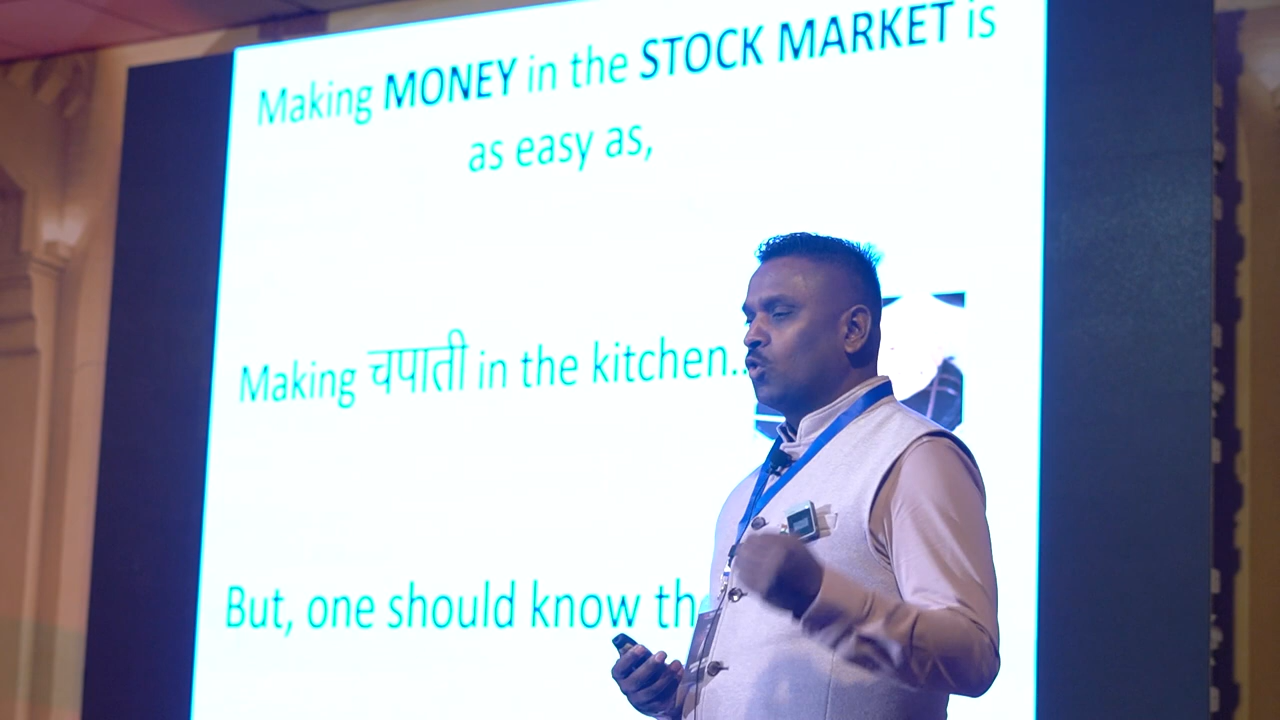 Making MONEY in the STOCK MARKET is
as easy as,
Making चपाती in the kitchen..
But, one should know